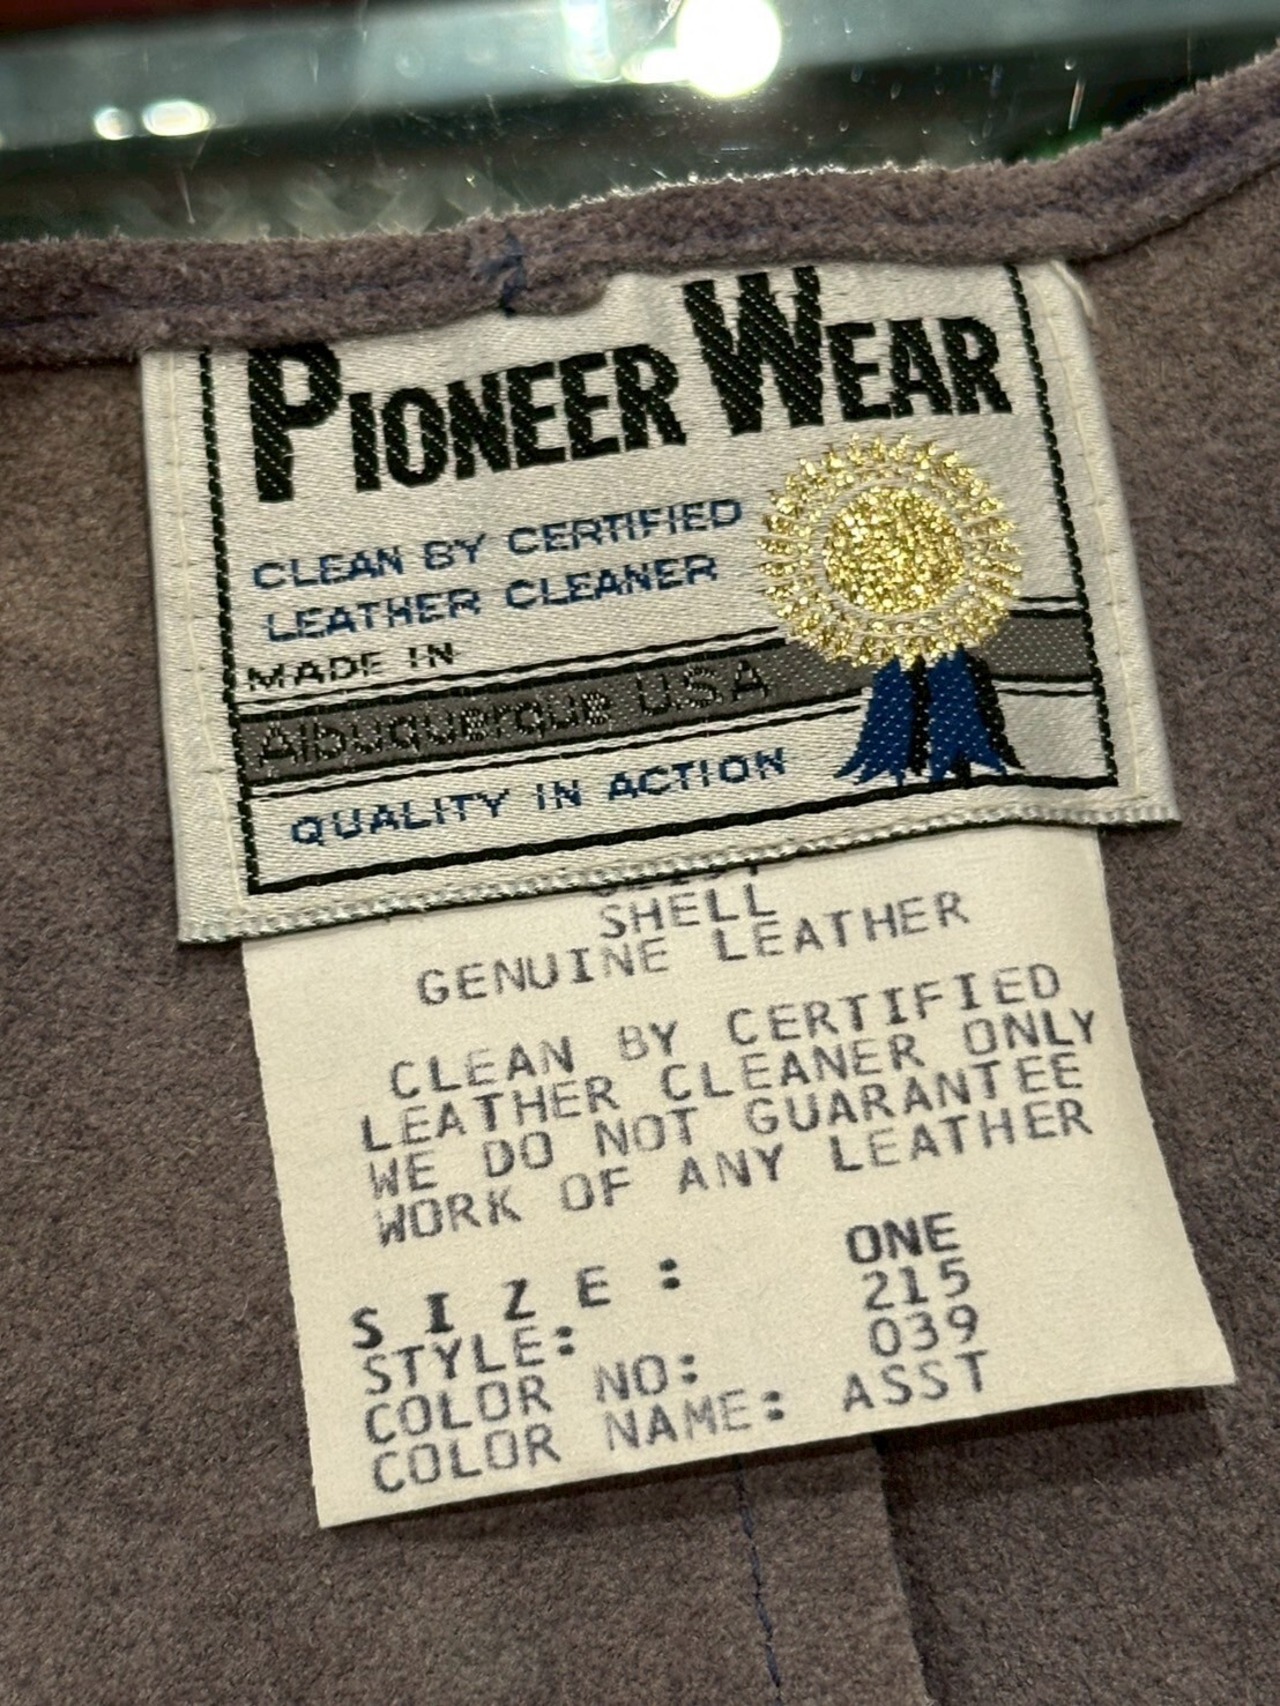 PIONEER WEAR
CLEAN BY CERTIFIED
LEATHER CLEANER
MADE IN
Albuquerque USA
QUALITY IN ACTION
SHELL
GENUINE LEATHER
CLEAN BY CERTIFIED
LEATHER CLEANER ONLY
WE DO NOT GUARANTEE
WORK OF ANY LEATHER
SIZE: ONE
STYLE: 215
COLOR NO: 039
COLOR NAME: ASST